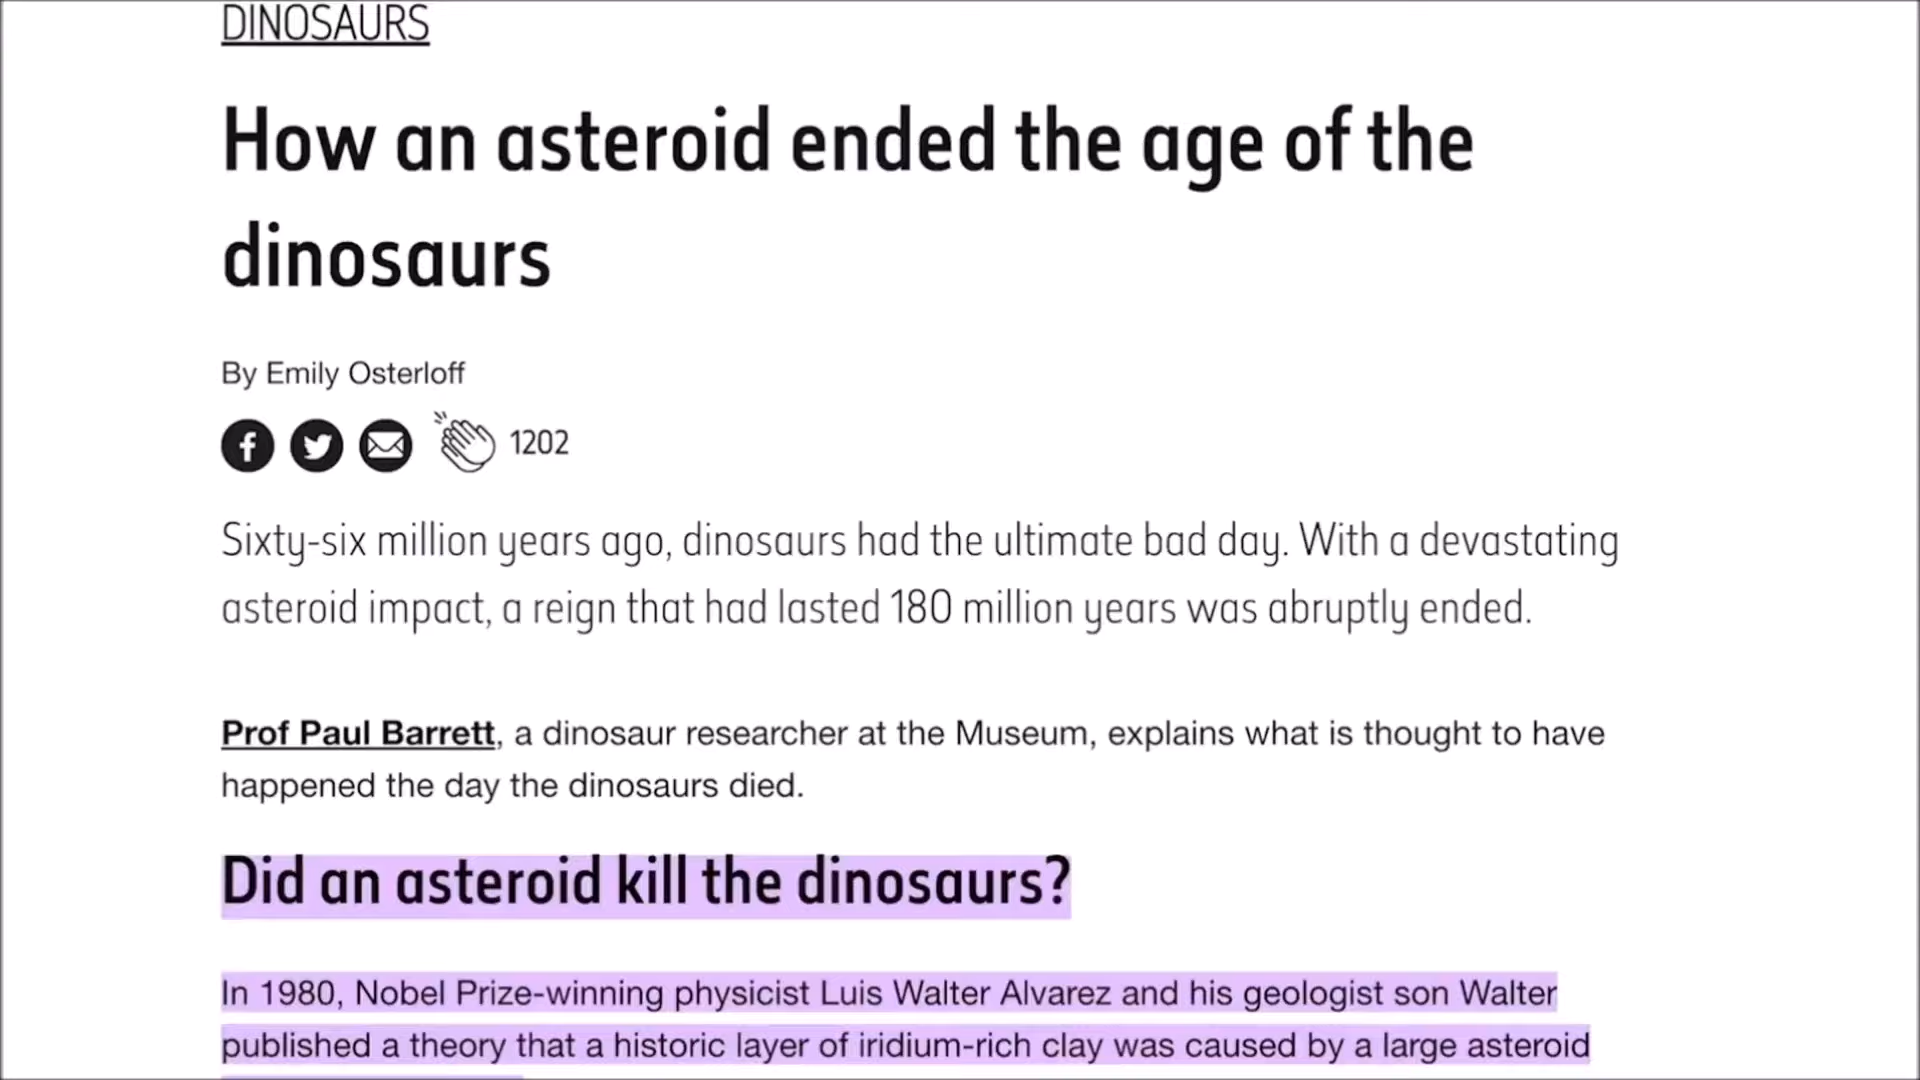 DINOSAURS
How an asteroid ended the age of the
dinosaurs
By Emily Osterloff
1202
Sixty-six million years ago, dinosaurs had the ultimate bad day. With a devastating
asteroid impact, a reign that had lasted 180 million years was abruptly ended.
Prof Paul Barrett, a dinosaur researcher at the Museum, explains what is thought to have
happened the day the dinosaurs died.
Did an asteroid kill the dinosaurs?
In 1980, Nobel Prize-winning physicist Luis Walter Alvarez and his geologist son Walter
published a theory that a historic layer of iridium-rich clay was caused by a large asteroid